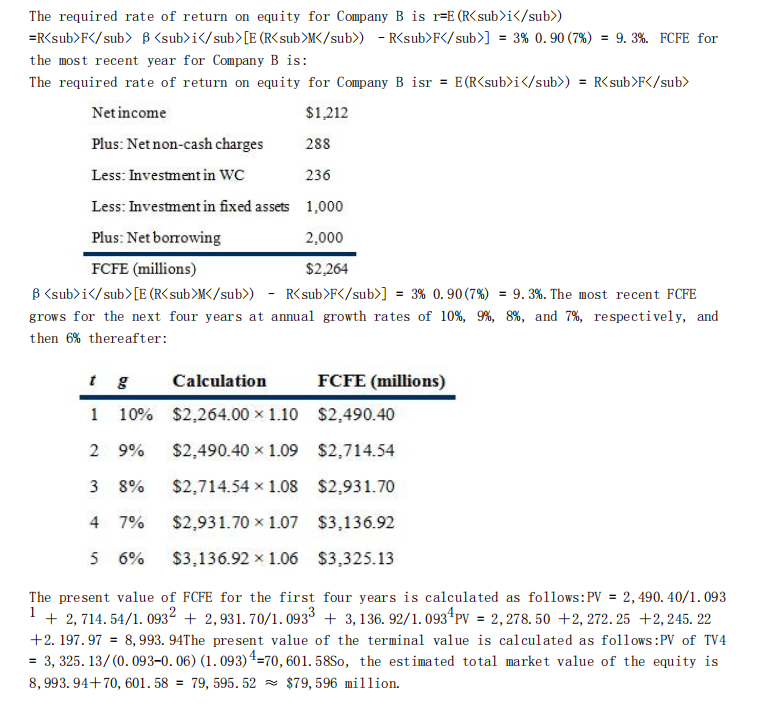 The required rate of return on equity for Company B is r=E(R<sub>i</sub>)
=R<sub>F</sub> β<sub>i</sub>[E(R<sub>M</sub>) - R<sub>F</sub>] = 3% 0.90(7%) = 9.3%. FCFE for
the most recent year for Company B is:
The required rate of return on equity for Company B isr = E(R<sub>i</sub>) = R<sub>F</sub>
Net income $1,212
Plus: Net non-cash charges 288
Less: Investment in WC 236
Less: Investment in fixed assets 1,000
Plus: Net borrowing 2,000
FCFE (millions) $2,264
β<sub>i</sub>[E(R<sub>M</sub>) - R<sub>F</sub>] = 3% 0.90(7%) = 9.3%.The most recent FCFE
grows for the next four years at annual growth rates of 10%, 9%, 8%, and 7%, respectively, and
then 6% thereafter:
t g Calculation FCFE (millions)
1 10% $2,264.00 × 1.10 $2,490.40
2 9% $2,490.40 × 1.09 $2,714.54
3 8% $2,714.54 × 1.08 $2,931.70
4 7% $2,931.70 × 1.07 $3,136.92
5 6% $3,136.92 × 1.06 $3,325.13
The present value of FCFE for the first four years is calculated as follows:PV = 2,490.40/1.093
1 + 2,714.54/1.093² + 2,931.70/1.093³ + 3,136.92/1.093⁴PV = 2,278.50 +2,272.25 +2,245.22
+2.197.97 = 8,993.94The present value of the terminal value is calculated as follows:PV of TV4
= 3,325.13/(0.093-0.06)(1.093)⁴=70,601.58So, the estimated total market value of the equity is
8,993.94+70,601.58 = 79,595.52 ≈ $79,596 million.